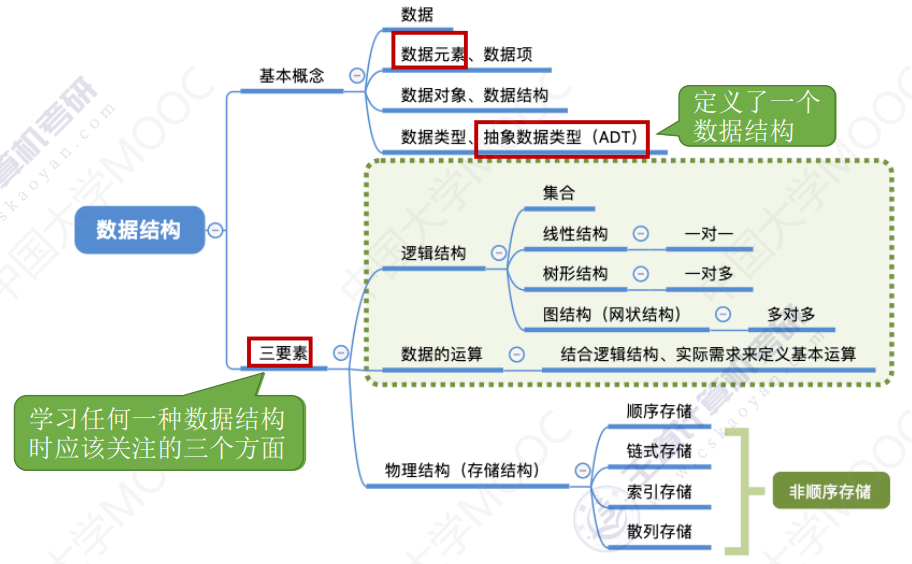 数据
数据元素、数据项
基本概念
数据对象、数据结构
数据类型、抽象数据类型（ADT）
定义了一个
数据结构
数据结构
集合
线性结构
一对一
逻辑结构
树形结构
一对多
图结构（网状结构）
多对多
三要素
数据的运算
结合逻辑结构、实际需求来定义基本运算
学习任何一种数据结构
时应该关注的三个方面
顺序存储
链式存储
物理结构（存储结构）
索引存储
散列存储
非顺序存储
中国大学MOOC
王道计算机考研
www.cskaoyan.com